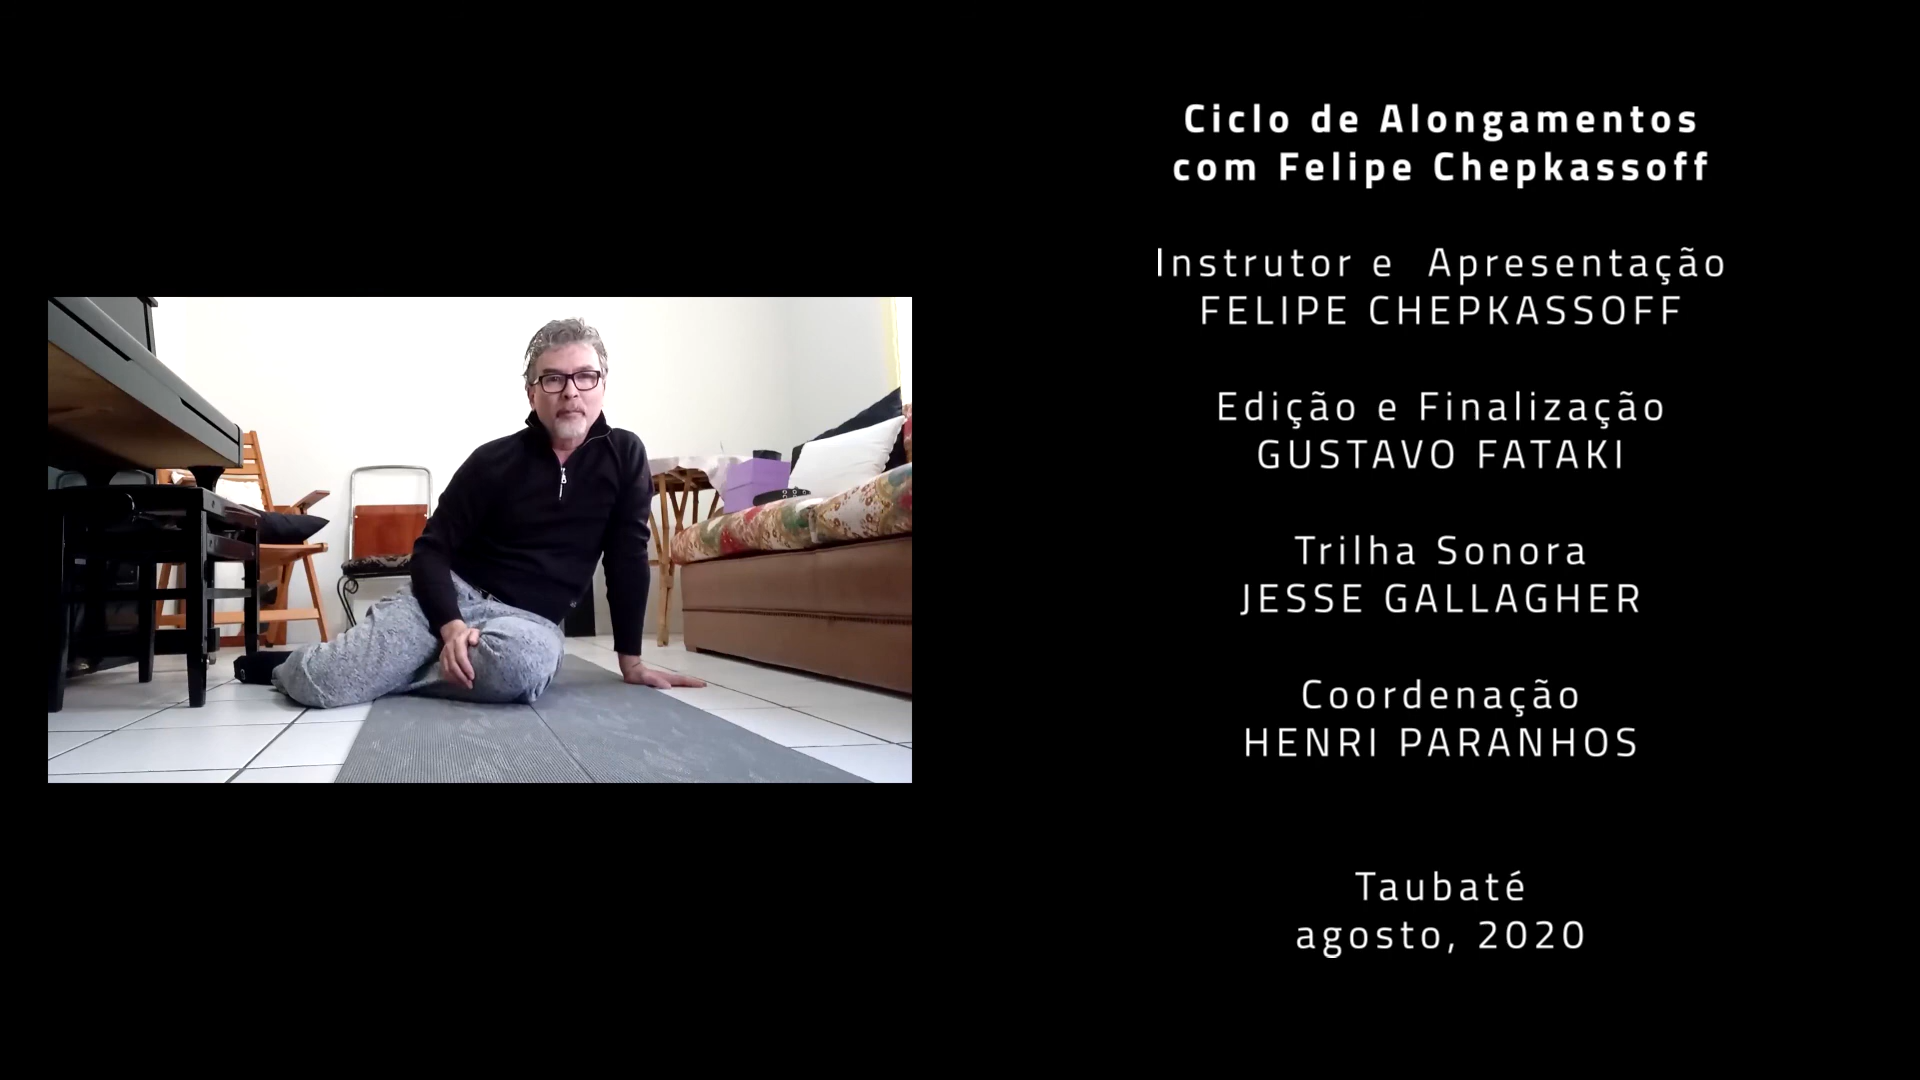 Ciclo de Alongamentos
com Felipe Chepkassoff
Instrutor e  Apresentação
FELIPE CHEPKASSOFF
Edição e Finalização
GUSTAVO FATAKI
Trilha Sonora
JESSE GALLAGHER
Coordenação
HENRI PARANHOS
Taubaté
agosto, 2020